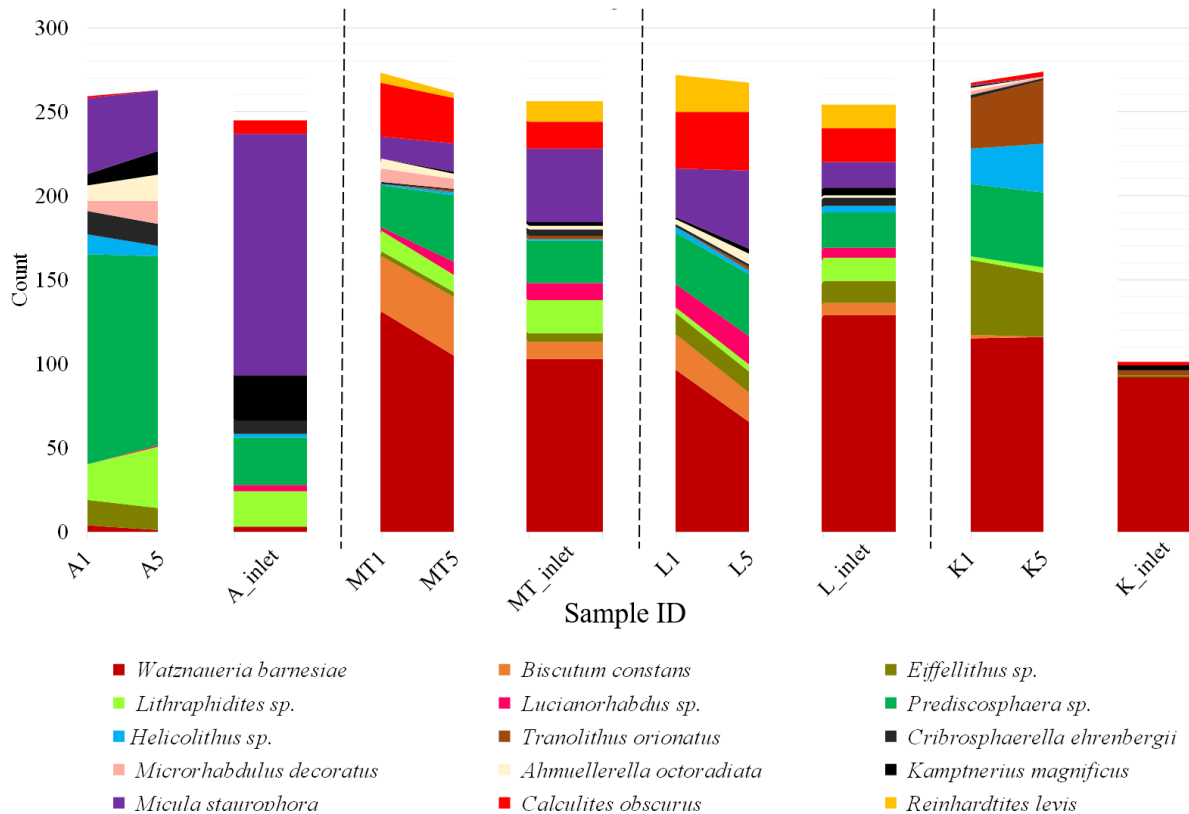 300
250
200
150
100
50
0
Count
A1 A5 A_inlet MT1 MT5 MT_inlet L1 L5 L_inlet K1 K5 K_inlet
Sample ID
Watznaueria barnesiae Biscutum constans Eiffellithus sp.
Lithraphidites sp. Lucianorhabdus sp. Prediscosphaera sp.
Helicolithus sp. Tranolithus orionatus Cribrosphaerella ehrenbergii
Microrhabdulus decoratus Ahmuellerella octoradiata Kamptnerius magnificus
Micula staurophora Calculites obscurus Reinhardtites levis